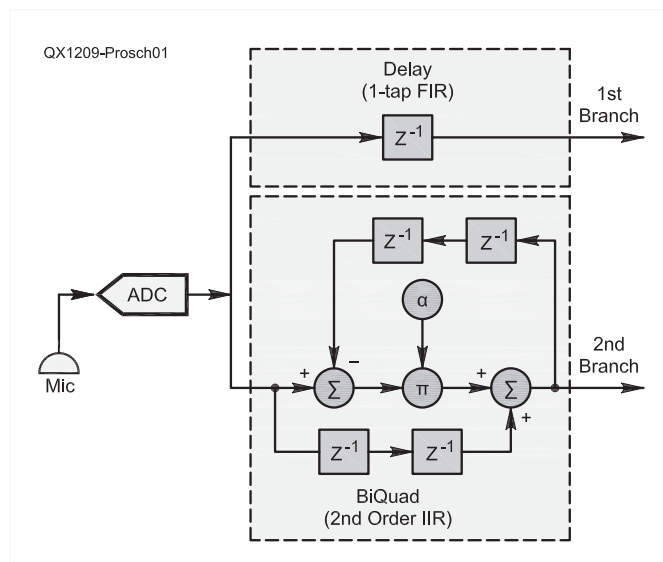 QX1209-Prosch01
Delay
(1-tap FIR)
1st
Branch
Z⁻¹
Z⁻¹
Z⁻¹
ADC
α
Mic
+
−
Σ
π
+
Σ
+
2nd
Branch
Z⁻¹
Z⁻¹
BiQuad
(2nd Order IIR)